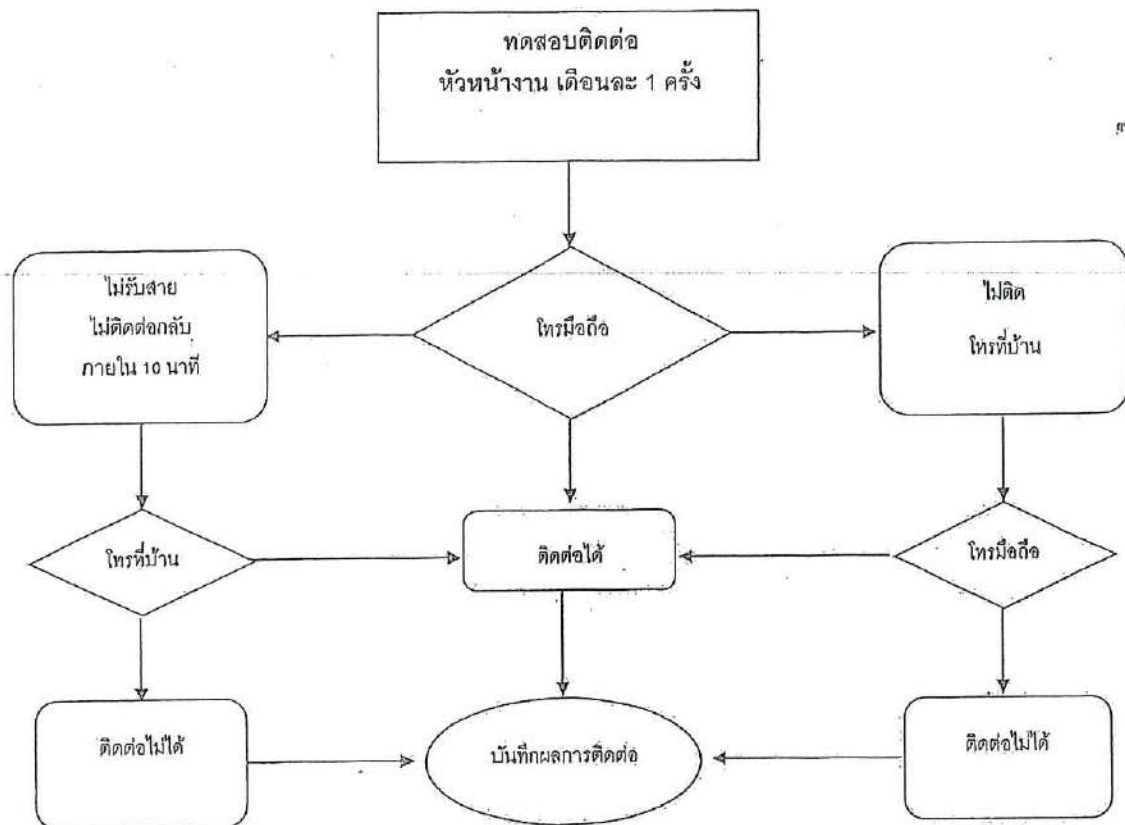 ทดสอบติดต่อ
หัวหน้างาน เดือนละ 1 ครั้ง
ไม่รับสาย
ไม่ติดต่อกลับ
ภายใน 10 นาที
โทรมือถือ
ไม่ติด
โทรที่บ้าน
โทรที่บ้าน
ติดต่อได้
โทรมือถือ
ติดต่อไม่ได้
บันทึกผลการติดต่อ
ติดต่อไม่ได้